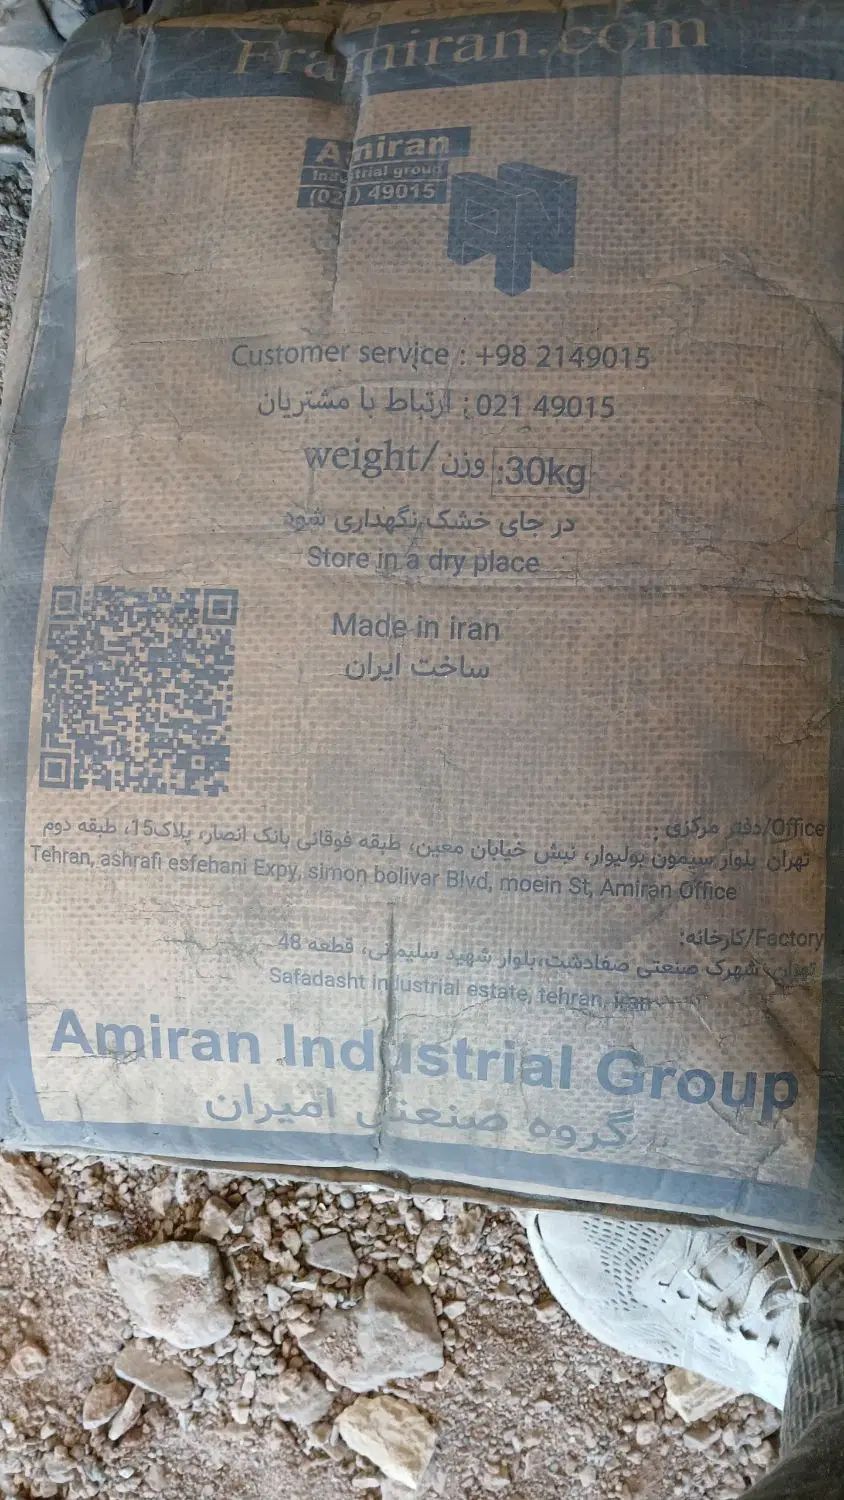 Framiran.com
Amiran
Industrial group
(021) 49015
Customer service : +98 2149015
ارتباط با مشتریان : 021 49015
weight/وزن :30kg
در جای خشک نگهداری شود
Store in a dry place
Made in iran
ساخت ایران
Office/دفتر مرکزی :
تهران بلوار سیمون بولیوار، نبش خیابان معین، طبقه فوقانی بانک انصار، پلاک15، طبقه دوم
Tehran, ashrafi esfehani Expy, simon bolivar Blvd, moein St, Amiran Office
Factory/کارخانه:
تهران، شهرک صنعتی صفادشت،بلوار شهید سلیمانی، قطعه 48
Safadasht industrial estate, tehran, iran
Amiran Industrial Group
گروه صنعتی امیران